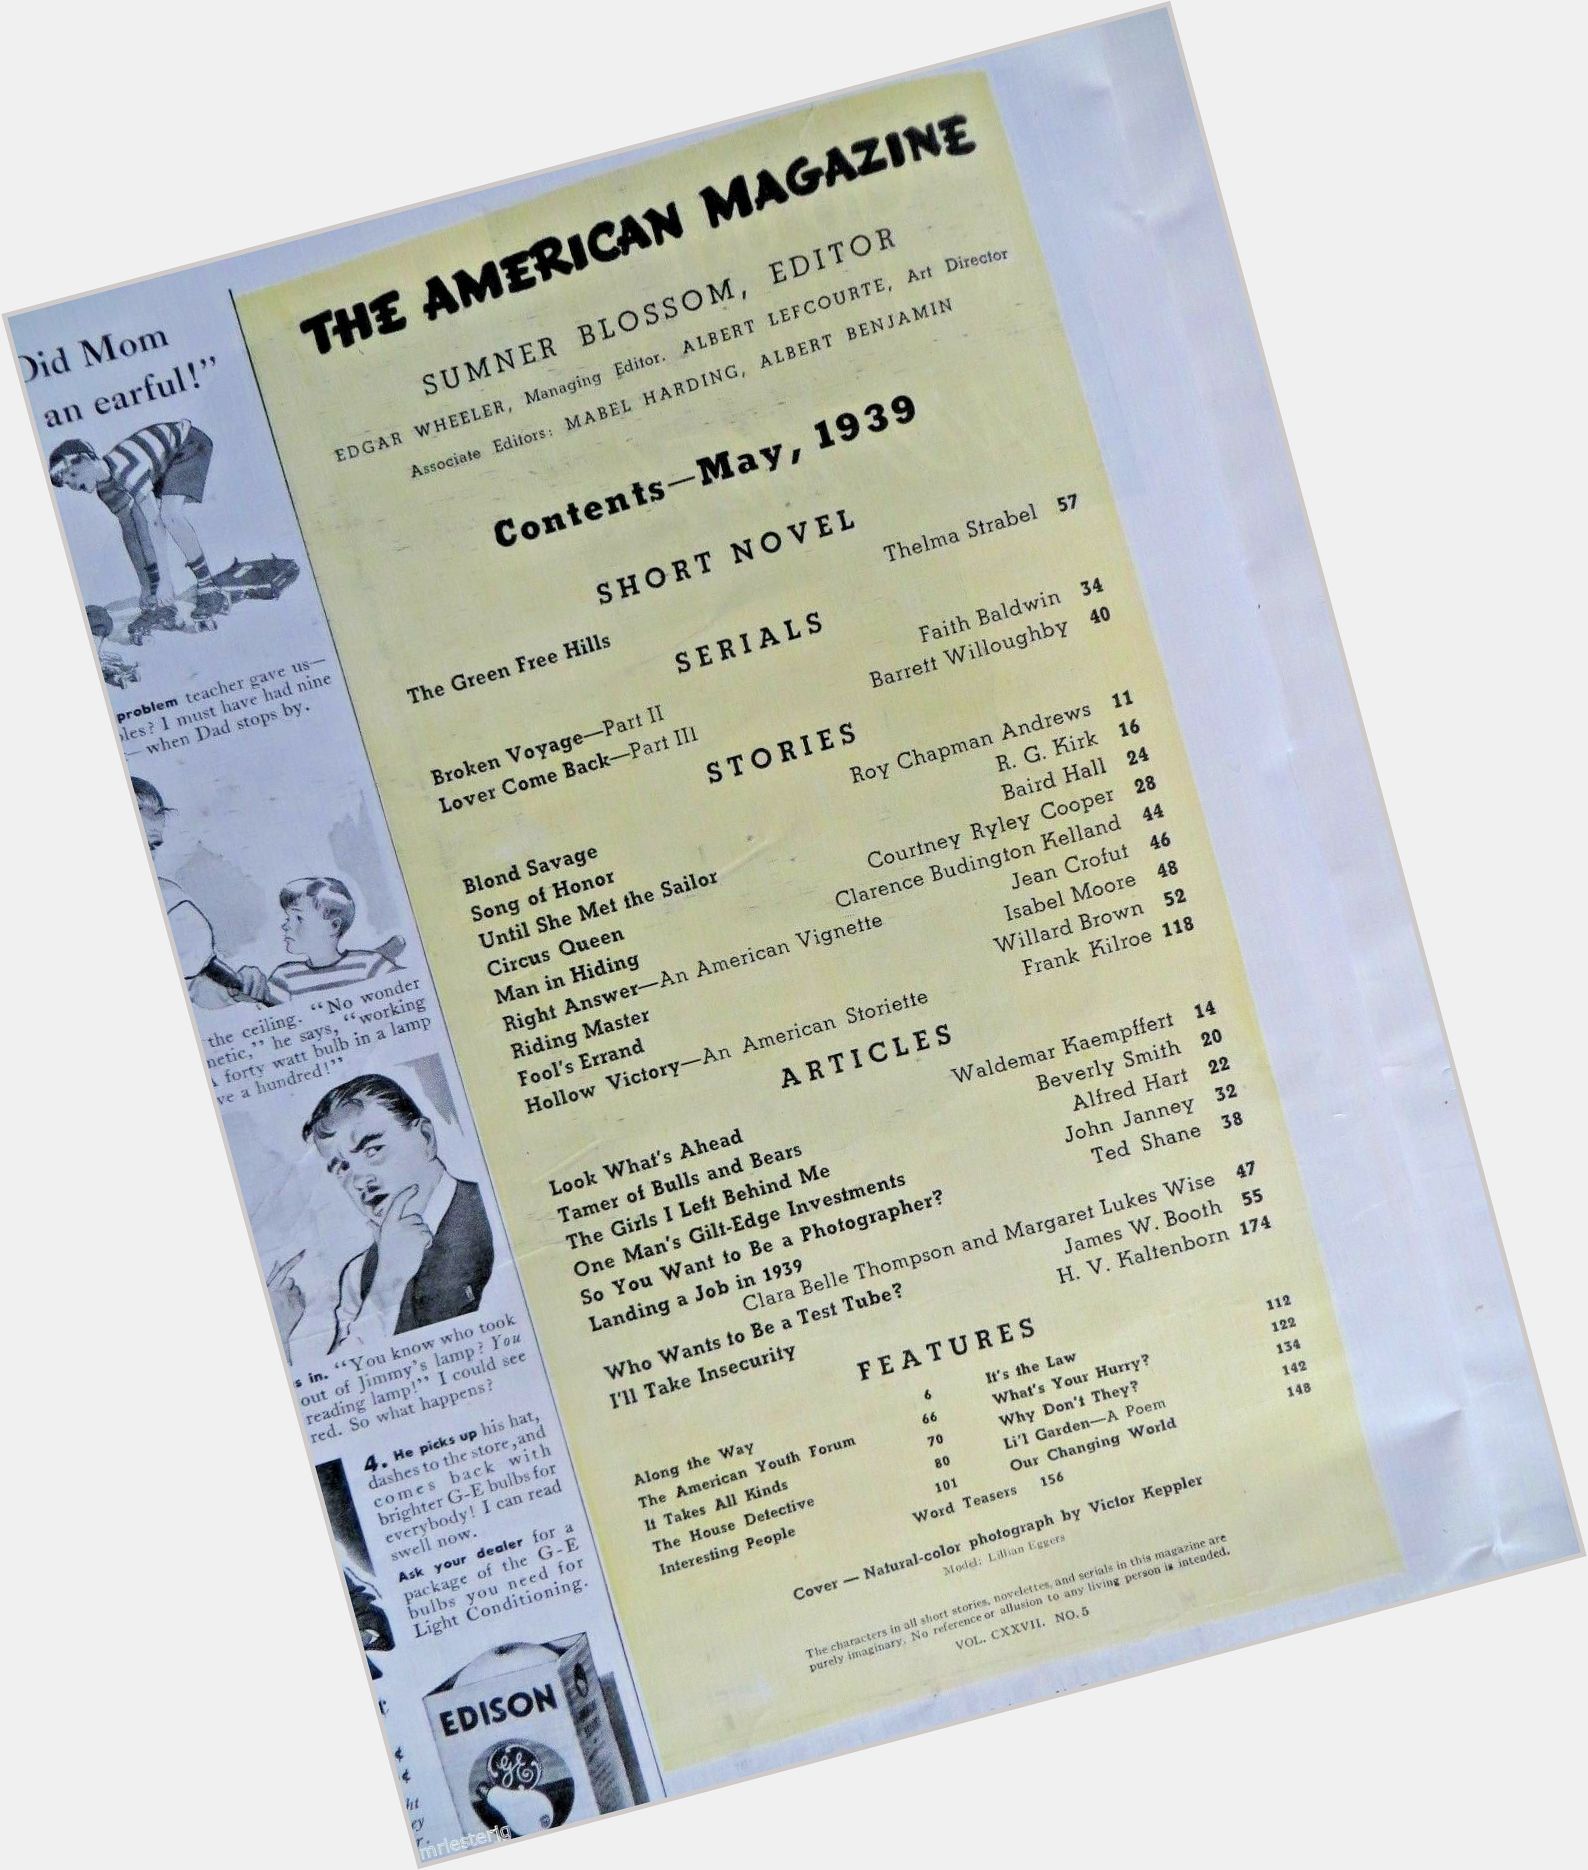 Did Mom
an earful!”
problem teacher gave us—
I must have had nine
— when Dad stops by.
the ceiling. “No wonder
he says, “working
forty watt bulb in a lamp
a hundred!”
in. “You know who took
out of Jimmy's lamp? You
reading lamp!” I could see
red. So what happens?
4. He picks up his hat,
dashes to the store, and
comes back with
brighter G-E bulbs for
everybody! I can read
swell now.
Ask your dealer for a
package of the G-E
bulbs you need for
Light Conditioning.
EDISON
GE
THE AMERICAN MAGAZINE
SUMNER BLOSSOM, EDITOR
EDGAR WHEELER, Managing Editor. ALBERT LEFCOURTE, Art Director
Associate Editors: MABEL HARDING, ALBERT BENJAMIN
Contents—May, 1939
SHORT NOVEL
The Green Free Hills Thelma Strabel 57
SERIALS
Broken Voyage—Part II Faith Baldwin 34
Lover Come Back—Part III Barrett Willoughby 40
STORIES
Blond Savage Roy Chapman Andrews 11
Song of Honor R. G. Kirk 16
Until She Met the Sailor Baird Hall 24
Circus Queen Courtney Ryley Cooper 28
Man in Hiding Clarence Budington Kelland 44
Right Answer—An American Vignette Jean Crofut 46
Riding Master Isabel Moore 48
Fool's Errand Willard Brown 52
Hollow Victory—An American Storiette Frank Kilroe 118
ARTICLES
Look What's Ahead Waldemar Kaempffert 14
Tamer of Bulls and Bears Beverly Smith 20
The Girls I Left Behind Me Alfred Hart 22
One Man's Gilt-Edge Investments John Janney 32
So You Want to Be a Photographer? Ted Shane 38
Landing a Job in 1939
Clara Belle Thompson and Margaret Lukes Wise 47
Who Wants to Be a Test Tube? James W. Booth 55
I'll Take Insecurity H. V. Kaltenborn 174
FEATURES
Along the Way 6 It's the Law 112
The American Youth Forum 66 What's Your Hurry? 122
It Takes All Kinds 70 Why Don't They? 134
The House Detective 80 Li'l Garden—A Poem 142
Interesting People 101 Our Changing World 148
Word Teasers 156
Cover — Natural-color photograph by Victor Keppler
Model: Lillian Eggers
The characters in all short stories, novelettes, and serials in this magazine are
purely imaginary. No reference or allusion to any living person is intended.
VOL. CXXVII. NO. 5
mrlesterjg